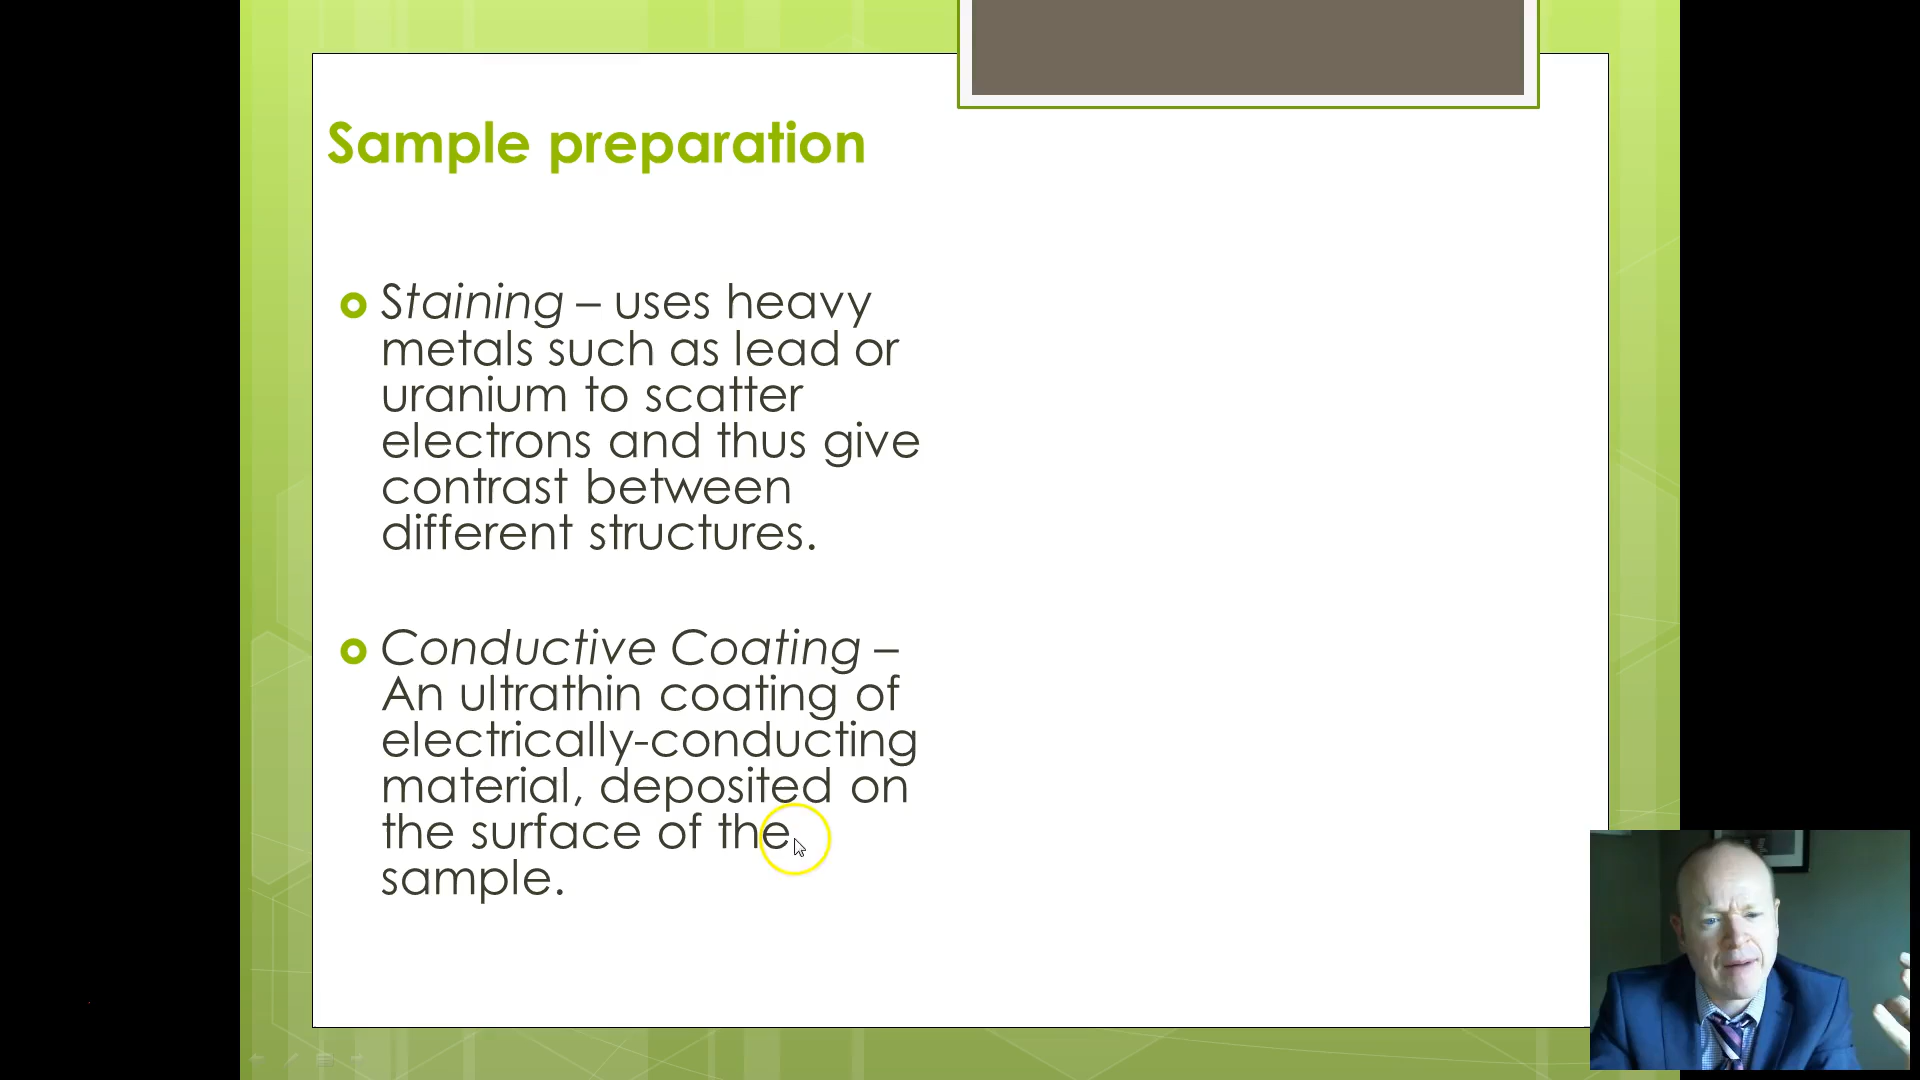 Sample preparation
Staining – uses heavy
metals such as lead or
uranium to scatter
electrons and thus give
contrast between
different structures.
Conductive Coating –
An ultrathin coating of
electrically-conducting
material, deposited on
the surface of the
sample.